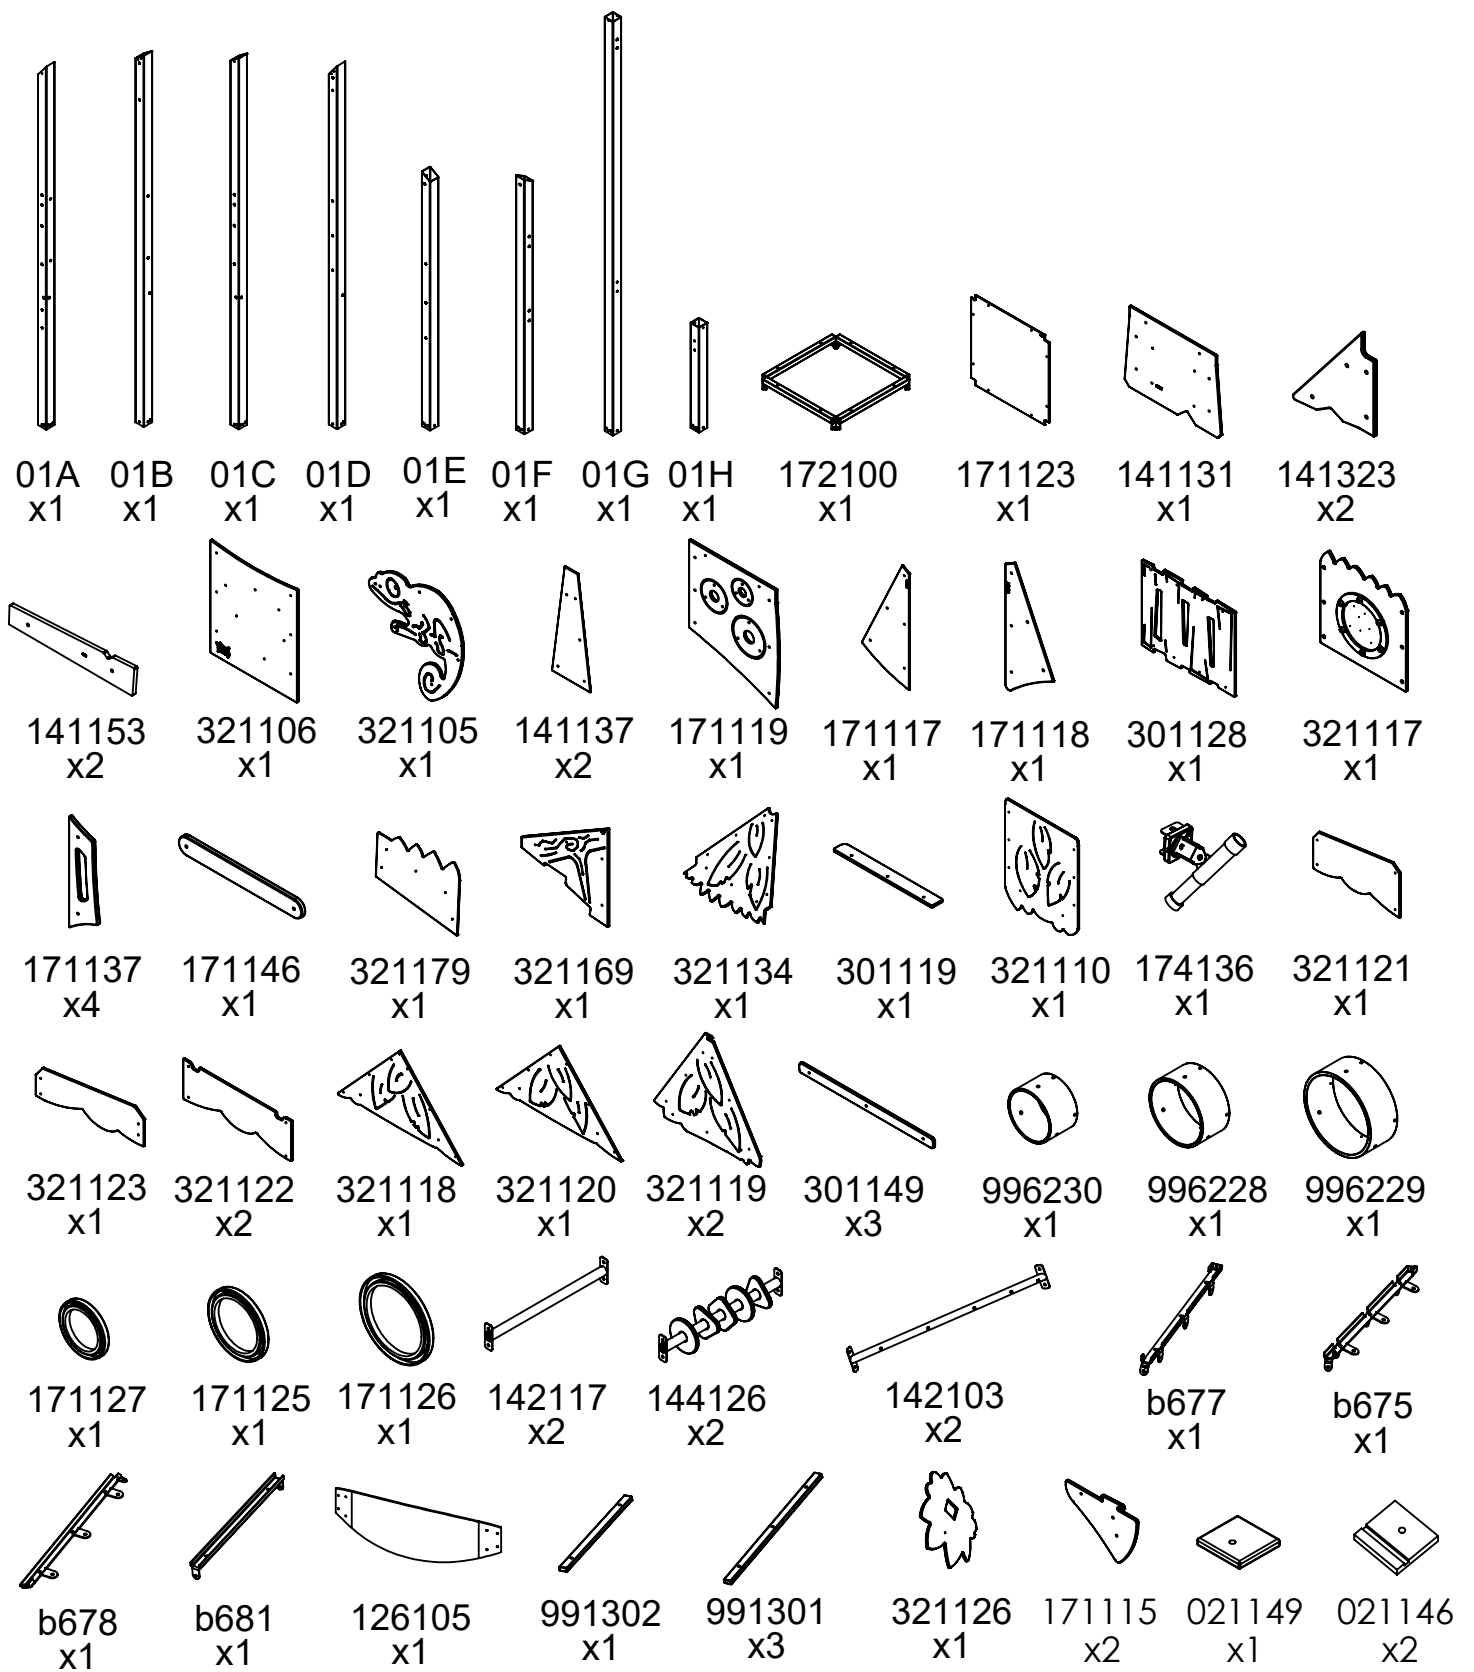 01A 01B 01C 01D 01E 01F 01G 01H 172100 171123 141131 141323
x1 x1 x1 x1 x1 x1 x1 x1 x1 x1 x1 x2
141153 321106 321105 141137 171119 171117 171118 301128 321117
x2 x1 x1 x2 x1 x1 x1 x1 x1
171137 171146 321179 321169 321134 301119 321110 174136 321121
x4 x1 x1 x1 x1 x1 x1 x1 x1
321123 321122 321118 321120 321119 301149 996230 996228 996229
x1 x2 x1 x1 x2 x3 x1 x1 x1
171127 171125 171126 142117 144126 142103 b677 b675
x1 x1 x1 x2 x2 x2 x1 x1
b678 b681 126105 991302 991301 321126 171115 021149 021146
x1 x1 x1 x1 x3 x1 x2 x1 x2